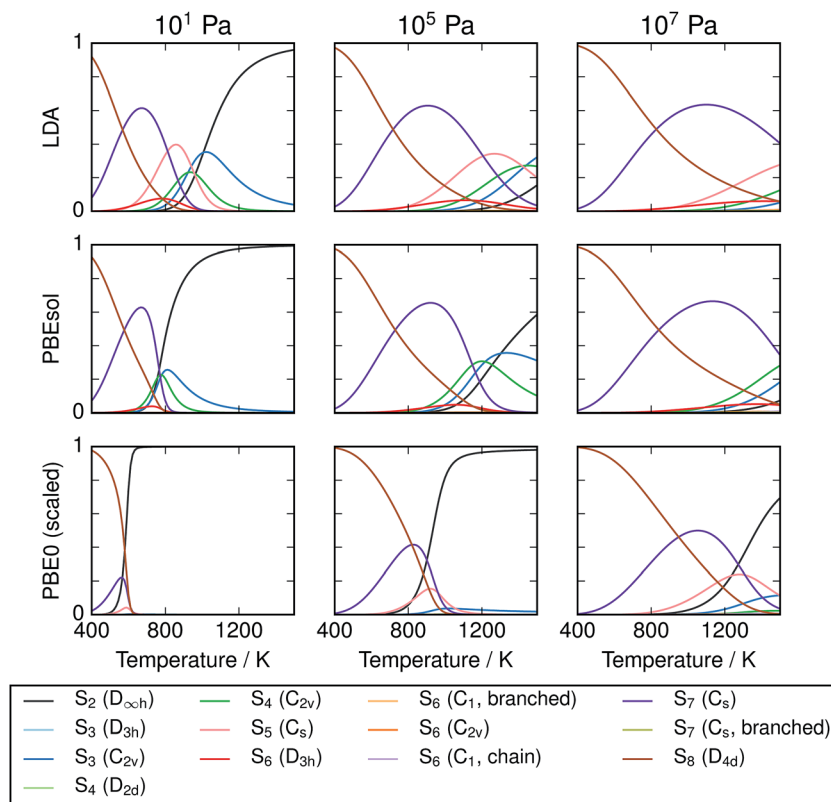 10¹ Pa 10⁵ Pa 10⁷ Pa
1
LDA
0
1
PBEsol
0
1
PBE0 (scaled)
0
400 800 1200 400 800 1200 400 800 1200
Temperature / K Temperature / K Temperature / K
S₂ (D∞h) S₄ (C₂ᵥ) S₆ (C₁, branched) S₇ (Cₛ)
S₃ (D₃h) S₅ (Cₛ) S₆ (C₂ᵥ) S₇ (Cₛ, branched)
S₃ (C₂ᵥ) S₆ (D₃h) S₆ (C₁, chain) S₈ (D₄d)
S₄ (D₂d)